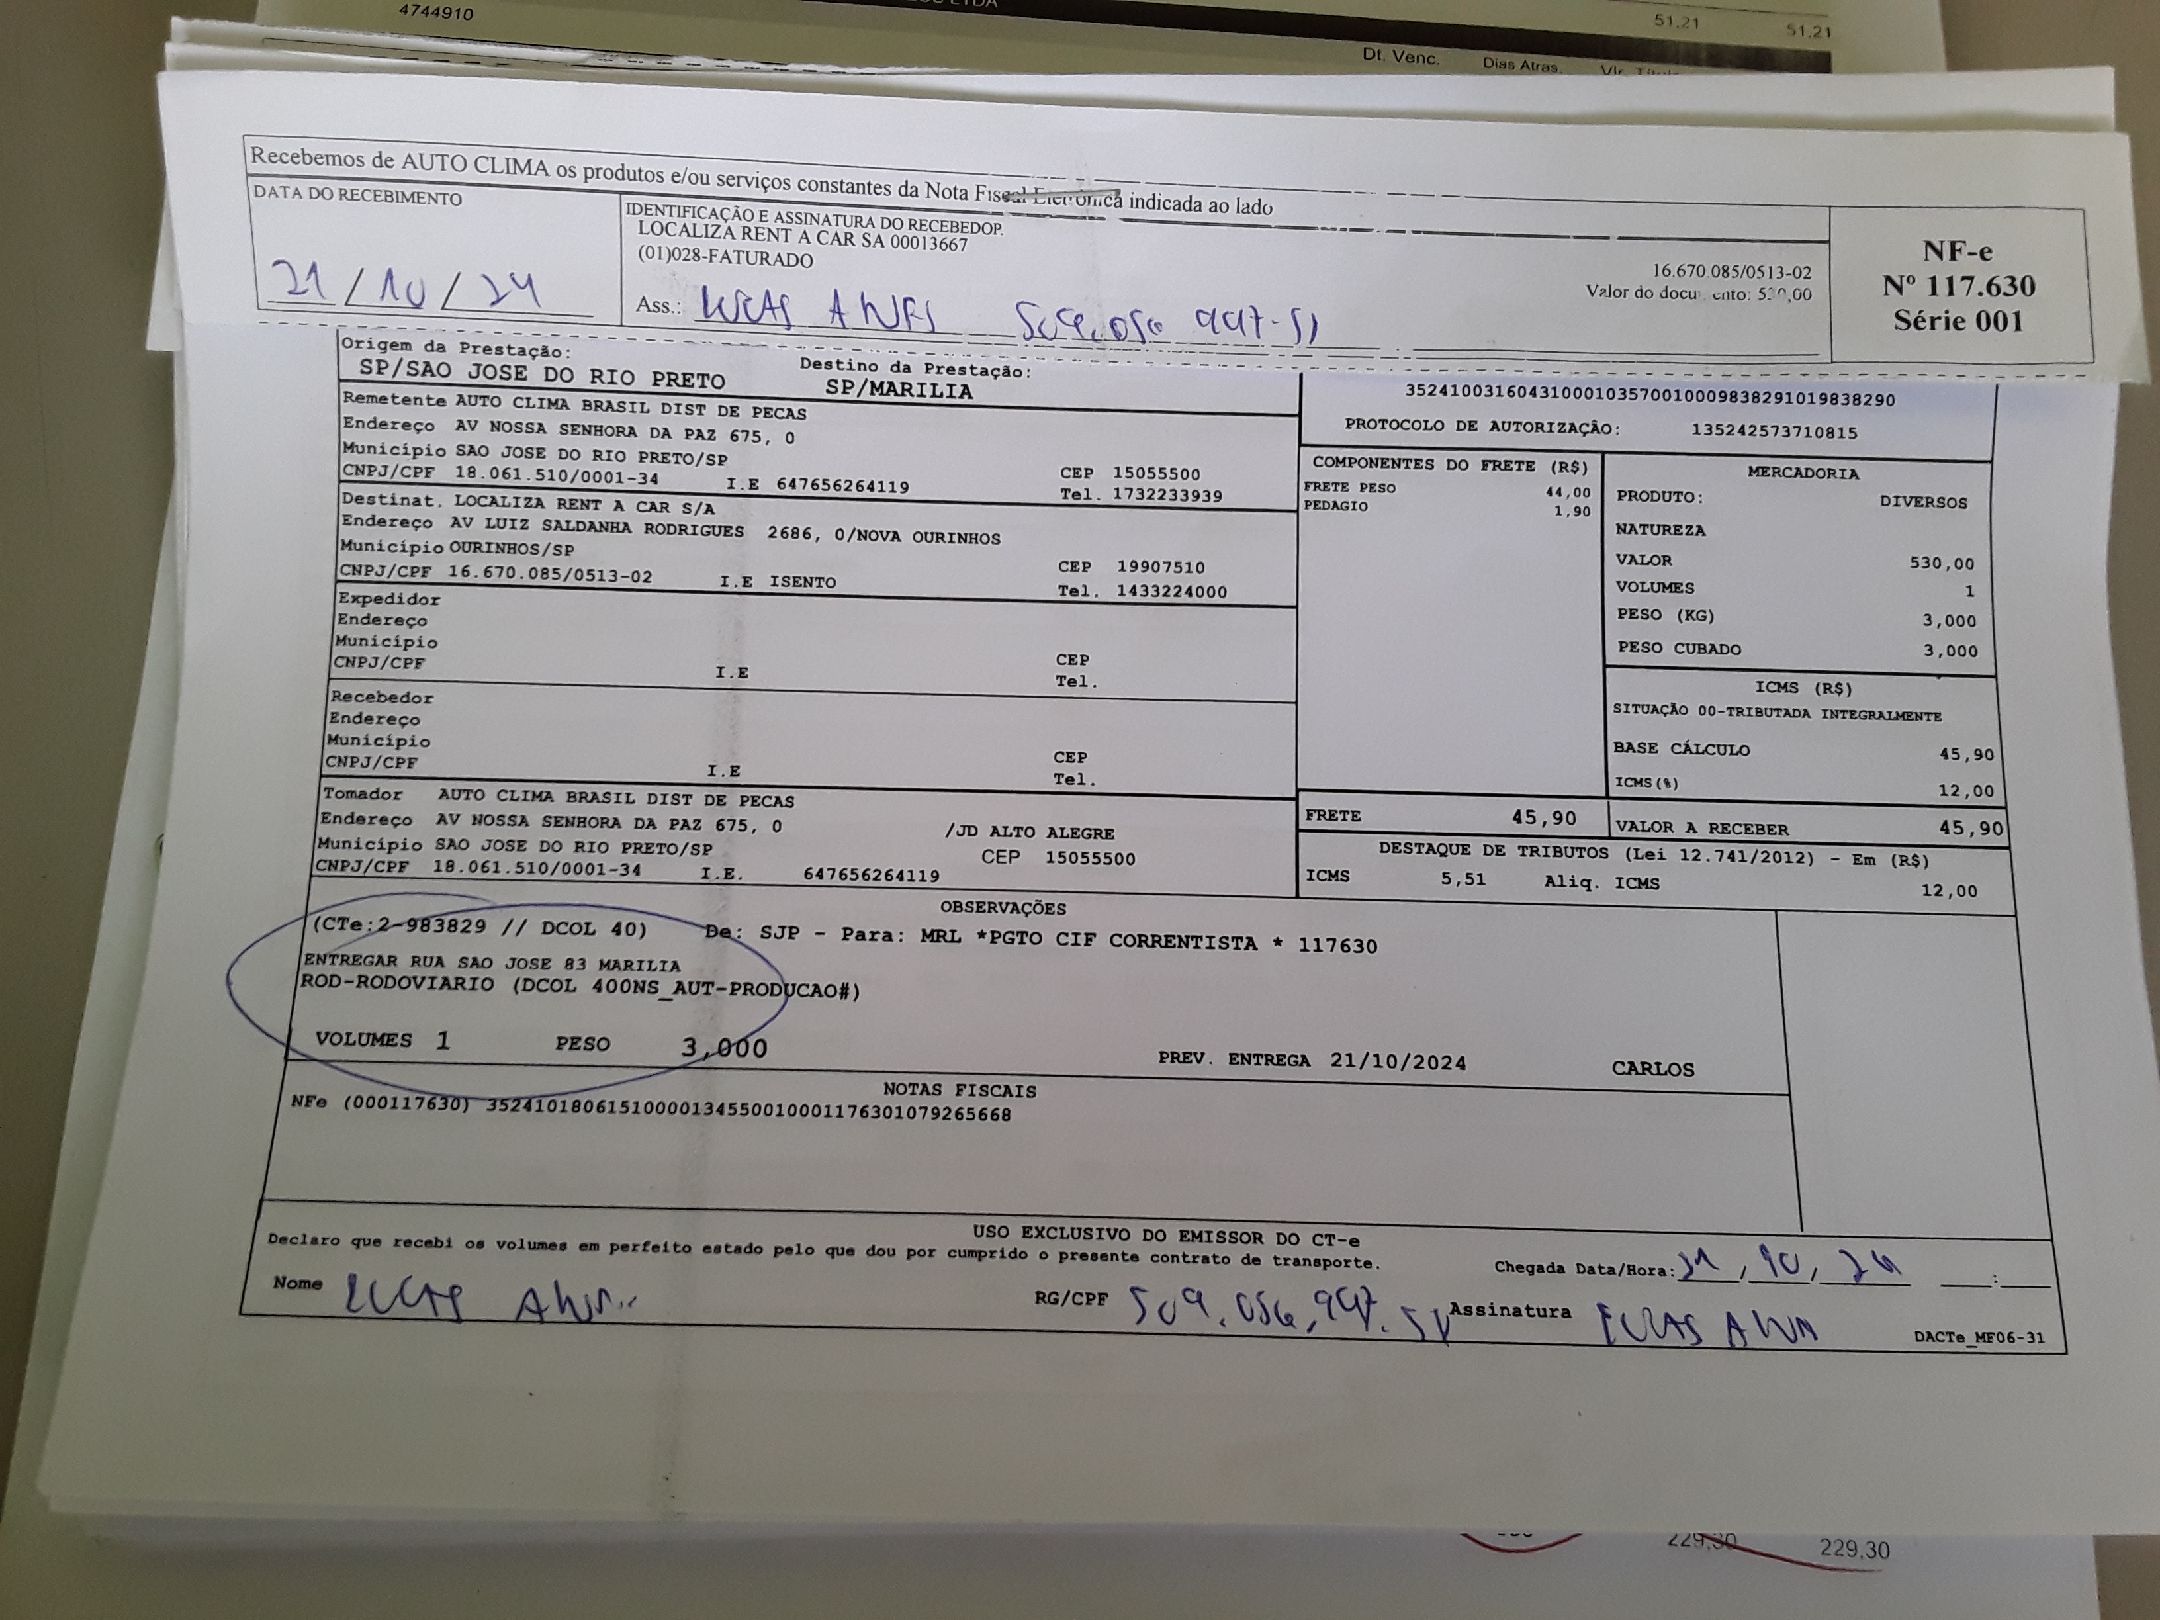 4744910
51,21 51,21
Dt. Venc. Dias Atras.
Recebemos de AUTO CLIMA os produtos e/ou serviços constantes da Nota Fiscal Eletrônica indicada ao lado
DATA DO RECEBIMENTO
21/10/24
IDENTIFICAÇÃO E ASSINATURA DO RECEBEDOR.
LOCALIZA RENT A CAR SA 00013667
(01)028-FATURADO
16.670.085/0513-02
Valor do documento: 530,00
Ass.: LUCAS
NF-e
Nº 117.630
Série 001
Origem da Prestação: Destino da Prestação:
SP/SAO JOSE DO RIO PRETO SP/MARILIA
Remetente AUTO CLIMA BRASIL DIST DE PECAS
Endereço AV NOSSA SENHORA DA PAZ 675, 0
Município SAO JOSE DO RIO PRETO/SP CEP 15055500
CNPJ/CPF 18.061.510/0001-34 I.E 647656264119 Tel. 1732233939
Destinat. LOCALIZA RENT A CAR S/A
Endereço AV LUIZ SALDANHA RODRIGUES 2686, 0/NOVA OURINHOS
Município OURINHOS/SP CEP 19907510
CNPJ/CPF 16.670.085/0513-02 I.E ISENTO Tel. 1433224000
Expedidor
Endereço
Município CEP
CNPJ/CPF I.E Tel.
Recebedor
Endereço
Município CEP
CNPJ/CPF I.E Tel.
Tomador AUTO CLIMA BRASIL DIST DE PECAS
Endereço AV NOSSA SENHORA DA PAZ 675, 0 /JD ALTO ALEGRE
Município SAO JOSE DO RIO PRETO/SP CEP 15055500
CNPJ/CPF 18.061.510/0001-34 I.E. 647656264119
35241003160431000103570010009838291019838290
PROTOCOLO DE AUTORIZAÇÃO: 135242573710815
COMPONENTES DO FRETE (R$)
FRETE PESO 44,00
PEDAGIO 1,90
MERCADORIA
PRODUTO: DIVERSOS
NATUREZA
VALOR 530,00
VOLUMES 1
PESO (KG) 3,000
PESO CUBADO 3,000
ICMS (R$)
SITUAÇÃO 00-TRIBUTADA INTEGRALMENTE
BASE CÁLCULO 45,90
ICMS(%) 12,00
FRETE 45,90 VALOR A RECEBER 45,90
DESTAQUE DE TRIBUTOS (Lei 12.741/2012) - Em (R$)
ICMS 5,51 Aliq. ICMS 12,00
OBSERVAÇÕES
(CTe:2-983829 // DCOL 40) De: SJP - Para: MRL *PGTO CIF CORRENTISTA * 117630
ENTREGAR RUA SAO JOSE 83 MARILIA
ROD-RODOVIARIO (DCOL 400NS_AUT-PRODUCAO#)
VOLUMES 1 PESO 3,000 PREV. ENTREGA 21/10/2024 CARLOS
NOTAS FISCAIS
NFe (000117630) 35241018061510000134550010001176301079265668
USO EXCLUSIVO DO EMISSOR DO CT-e
Declaro que recebi os volumes em perfeito estado pelo que dou por cumprido o presente contrato de transporte. Chegada Data/Hora: 21, 10, 24 :
Nome LUCAS RG/CPF Assinatura LUCAS
DACTe_MF06-31
229,30 229,30